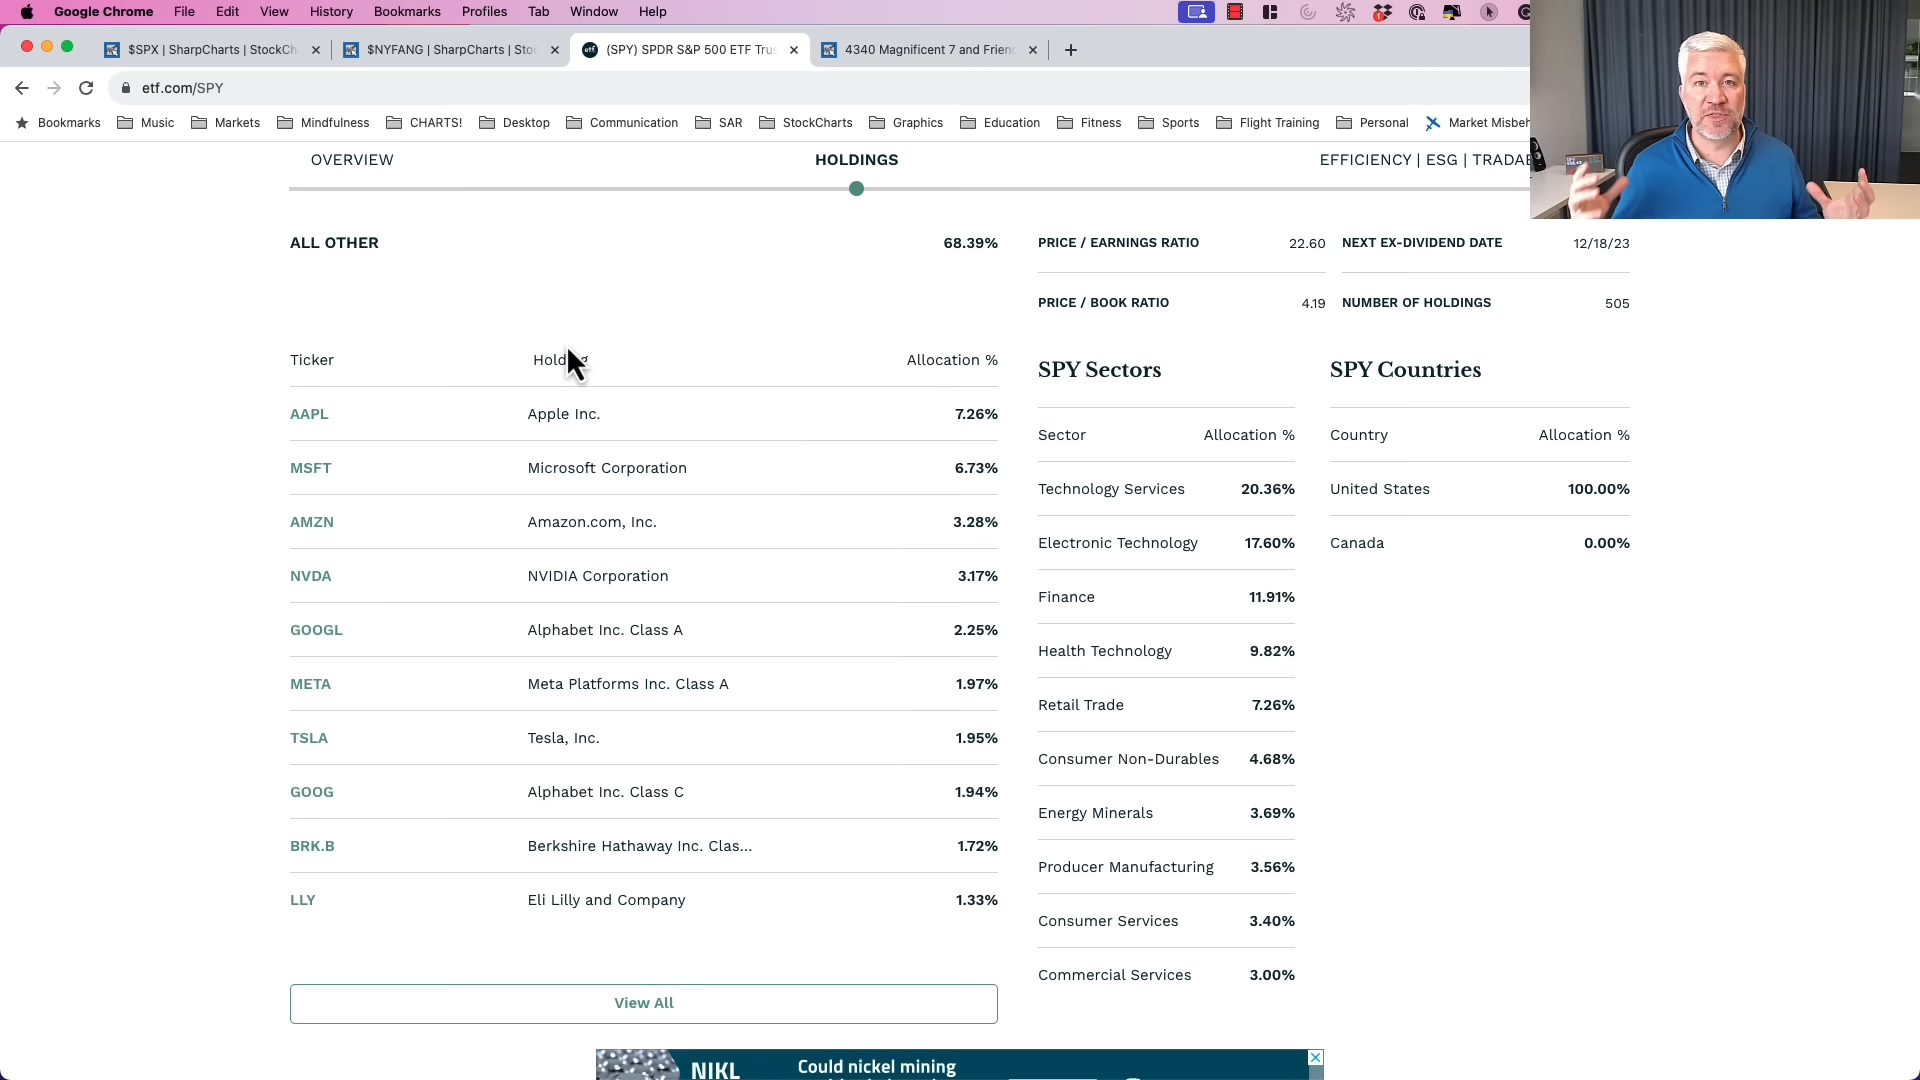 Google Chrome File Edit View History Bookmarks Profiles Tab Window Help
$SPX | SharpCharts | StockCh
$NYFANG | SharpCharts | Stoc
(SPY) SPDR S&P 500 ETF Trus
4340 Magnificent 7 and Frien
etf.com/SPY
Bookmarks Music Markets Mindfulness CHARTS! Desktop Communication SAR StockCharts Graphics Education Fitness Sports Flight Training Personal Market Misbeh
OVERVIEW HOLDINGS EFFICIENCY | ESG | TRADAB
ALL OTHER 68.39%
PRICE / EARNINGS RATIO 22.60
NEXT EX-DIVIDEND DATE 12/18/23
PRICE / BOOK RATIO 4.19
NUMBER OF HOLDINGS 505
Ticker Holding Allocation %
AAPL Apple Inc. 7.26%
MSFT Microsoft Corporation 6.73%
AMZN Amazon.com, Inc. 3.28%
NVDA NVIDIA Corporation 3.17%
GOOGL Alphabet Inc. Class A 2.25%
META Meta Platforms Inc. Class A 1.97%
TSLA Tesla, Inc. 1.95%
GOOG Alphabet Inc. Class C 1.94%
BRK.B Berkshire Hathaway Inc. Clas... 1.72%
LLY Eli Lilly and Company 1.33%
View All
SPY Sectors
Sector Allocation %
Technology Services 20.36%
Electronic Technology 17.60%
Finance 11.91%
Health Technology 9.82%
Retail Trade 7.26%
Consumer Non-Durables 4.68%
Energy Minerals 3.69%
Producer Manufacturing 3.56%
Consumer Services 3.40%
Commercial Services 3.00%
SPY Countries
Country Allocation %
United States 100.00%
Canada 0.00%
NIKL Could nickel mining